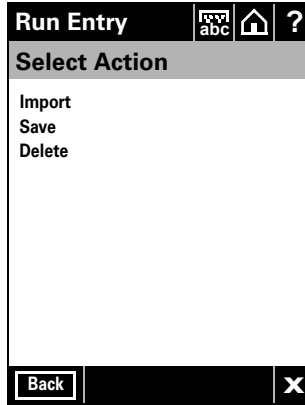 Run Entry abc ?
Select Action
Import
Save
Delete
Back X